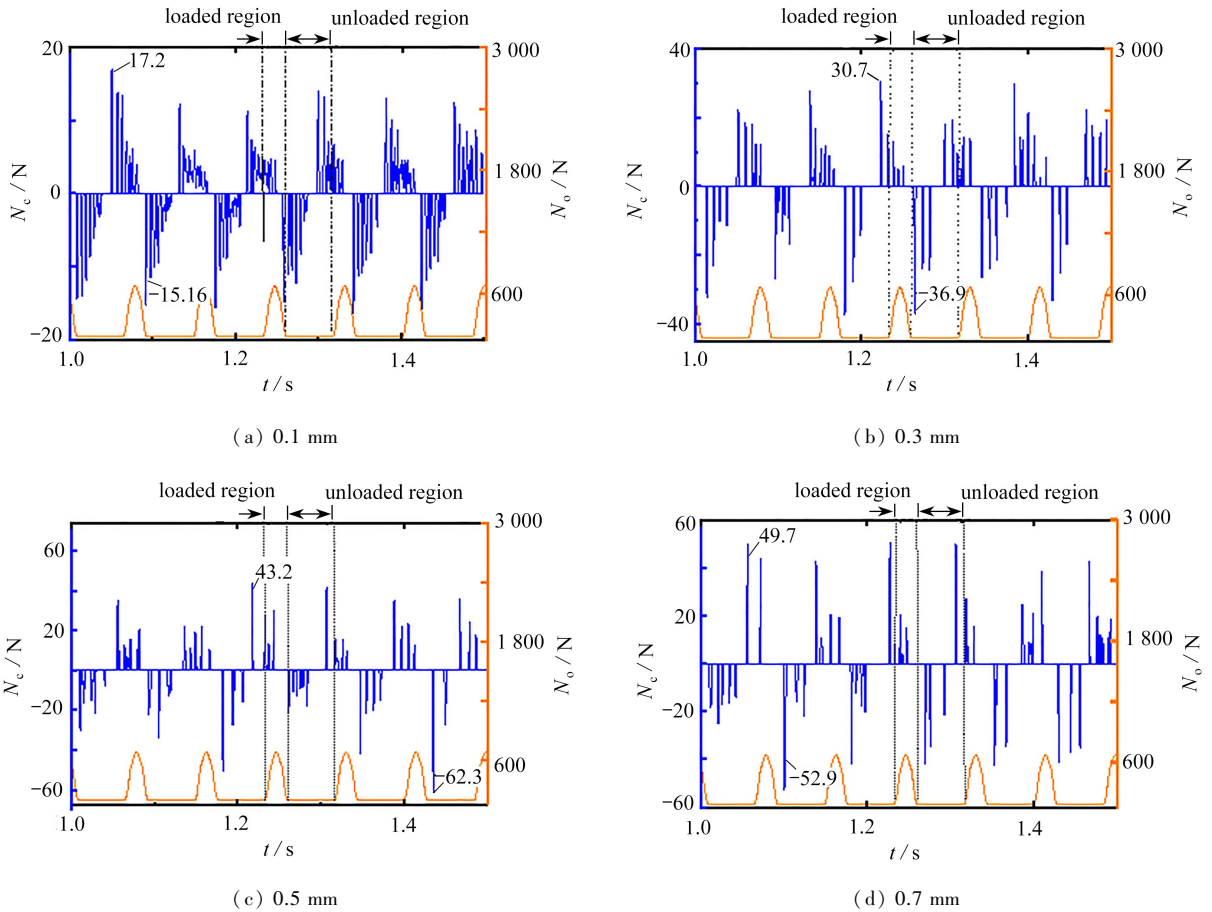 loaded region unloaded region
20 3 000
17.2
N_c / N 0 1 800 N_o / N
−15.16 600
−20
1.0 1.2 1.4
t / s
(a) 0.1 mm
loaded region unloaded region
40 3 000
30.7
N_c / N 0 1 800 N_o / N
−36.9 600
−40
1.0 1.2 1.4
t / s
(b) 0.3 mm
loaded region unloaded region
3 000
60
43.2
20 1 800
N_c / N N_o / N
−20
−62.3 600
−60
1.0 1.2 1.4
t / s
(c) 0.5 mm
loaded region unloaded region
60 3 000
49.7
20 1 800
N_c / N N_o / N
−20
−52.9 600
−60
1.0 1.2 1.4
t / s
(d) 0.7 mm